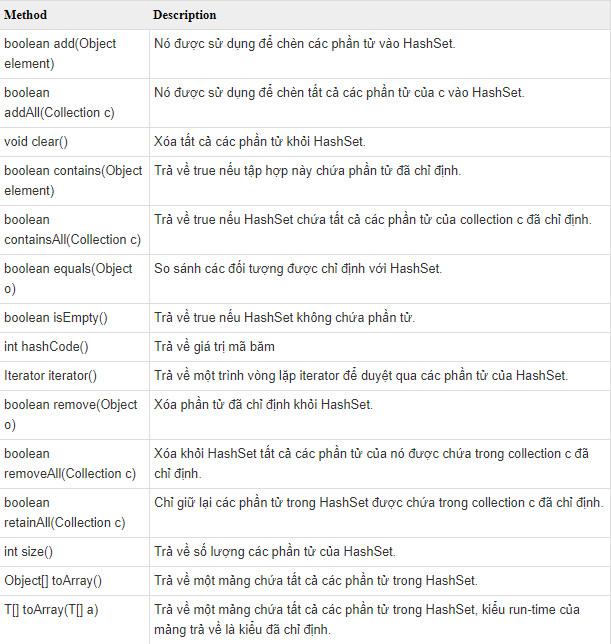 Method Description
boolean add(Object Nó được sử dụng để chèn các phần tử vào HashSet.
element)
boolean Nó được sử dụng để chèn tất cả các phần tử của c vào HashSet.
addAll(Collection c)
void clear() Xóa tất cả các phần tử khỏi HashSet.
boolean contains(Object Trả về true nếu tập hợp này chứa phần tử đã chỉ định.
element)
boolean Trả về true nếu HashSet chứa tất cả các phần tử của collection c đã chỉ định.
containsAll(Collection c)
boolean equals(Object So sánh các đối tượng được chỉ định với HashSet.
o)
boolean isEmpty() Trả về true nếu HashSet không chứa phần tử.
int hashCode() Trả về giá trị mã băm
Iterator iterator() Trả về một trình vòng lặp iterator để duyệt qua các phần tử của HashSet.
boolean remove(Object Xóa phần tử đã chỉ định khỏi HashSet.
o)
boolean Xóa khỏi HashSet tất cả các phần tử của nó được chứa trong collection c đã
removeAll(Collection c) chỉ định.
boolean Chỉ giữ lại các phần tử trong HashSet được chứa trong collection c đã chỉ định.
retainAll(Collection c)
int size() Trả về số lượng các phần tử của HashSet.
Object[] toArray() Trả về một mảng chứa tất cả các phần tử trong HashSet.
T[] toArray(T[] a) Trả về một mảng chứa tất cả các phần tử trong HashSet, kiểu run-time của
mảng trả về là kiểu đã chỉ định.